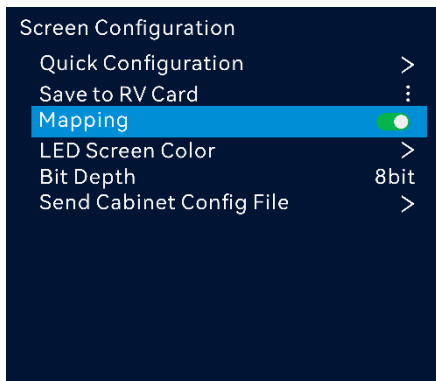 Screen Configuration
Quick Configuration >
Save to RV Card ⋮
Mapping
LED Screen Color >
Bit Depth 8bit
Send Cabinet Config File >